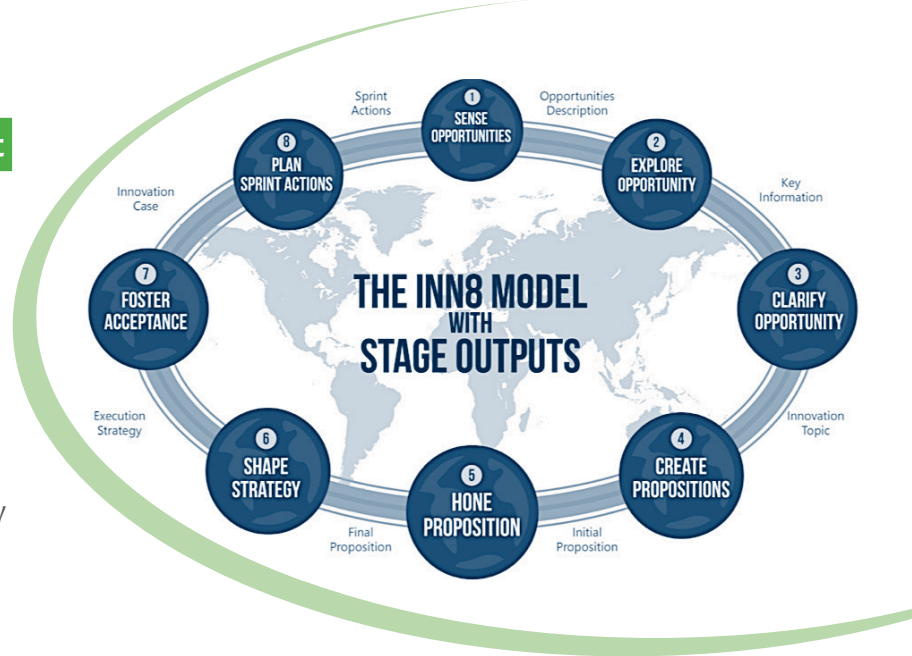 1
SENSE
OPPORTUNITIES
Opportunities
Description
2
EXPLORE
OPPORTUNITY
Key
Information
3
CLARIFY
OPPORTUNITY
Innovation
Topic
4
CREATE
PROPOSITIONS
Initial
Proposition
5
HONE
PROPOSITION
Final
Proposition
6
SHAPE
STRATEGY
Execution
Strategy
7
FOSTER
ACCEPTANCE
Innovation
Case
8
PLAN
SPRINT ACTIONS
Sprint
Actions
THE INN8 MODEL
WITH
STAGE OUTPUTS